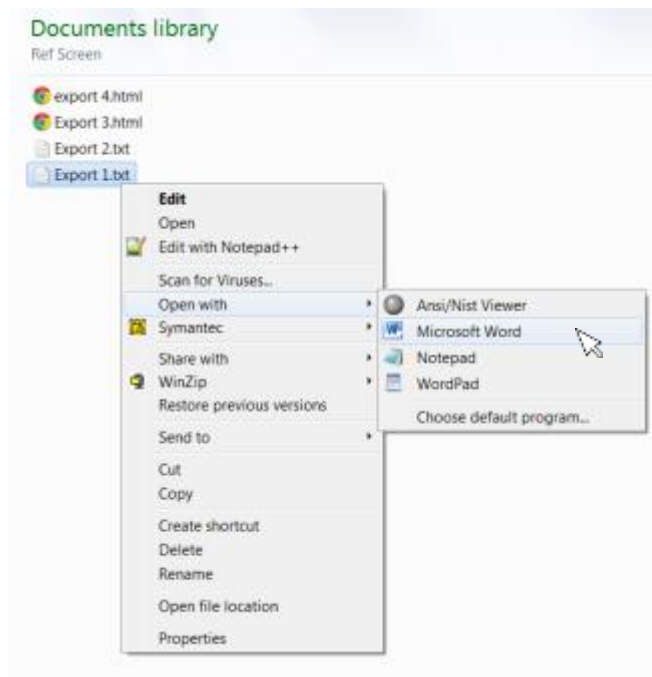 Documents library
Ref Screen
export 4.html
Export 3.html
Export 2.txt
Export 1.txt
Edit
Open
Edit with Notepad++
Scan for Viruses...
Open with
Symantec
Share with
WinZip
Restore previous versions
Send to
Cut
Copy
Create shortcut
Delete
Rename
Open file location
Properties
Ansi/Nist Viewer
Microsoft Word
Notepad
WordPad
Choose default program...